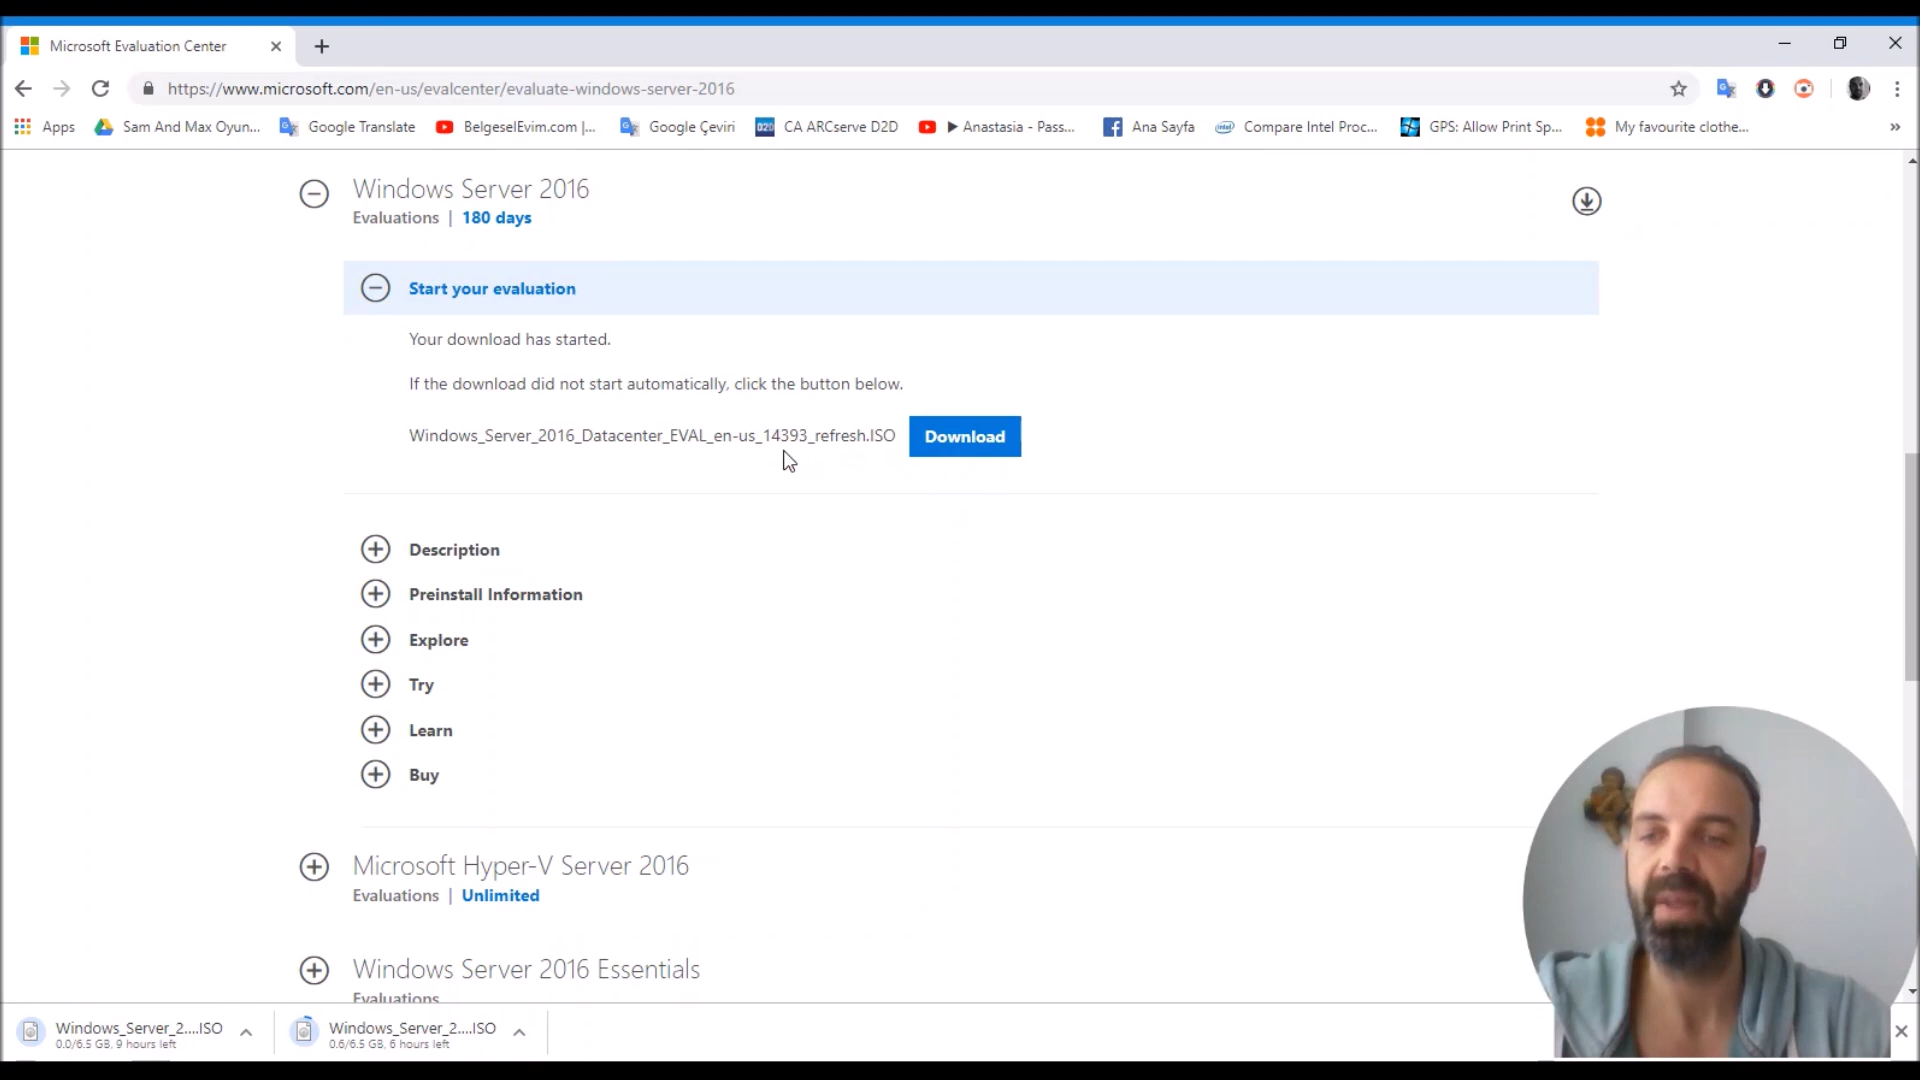 Microsoft Evaluation Center
https://www.microsoft.com/en-us/evalcenter/evaluate-windows-server-2016
Apps Sam And Max Oyun... Google Translate BelgeselEvim.com |... Google Çeviri D2D CA ARCserve D2D ▶ Anastasia - Pass... Ana Sayfa intel Compare Intel Proc... GPS: Allow Print Sp... My favourite clothe... »
Windows Server 2016
Evaluations | 180 days
Start your evaluation
Your download has started.
If the download did not start automatically, click the button below.
Windows_Server_2016_Datacenter_EVAL_en-us_14393_refresh.ISO Download
Description
Preinstall Information
Explore
Try
Learn
Buy
Microsoft Hyper-V Server 2016
Evaluations | Unlimited
Windows Server 2016 Essentials
Evaluations
Windows_Server_2....ISO Windows_Server_2....ISO
0.0/6.5 GB, 9 hours left 0.6/6.5 GB, 6 hours left